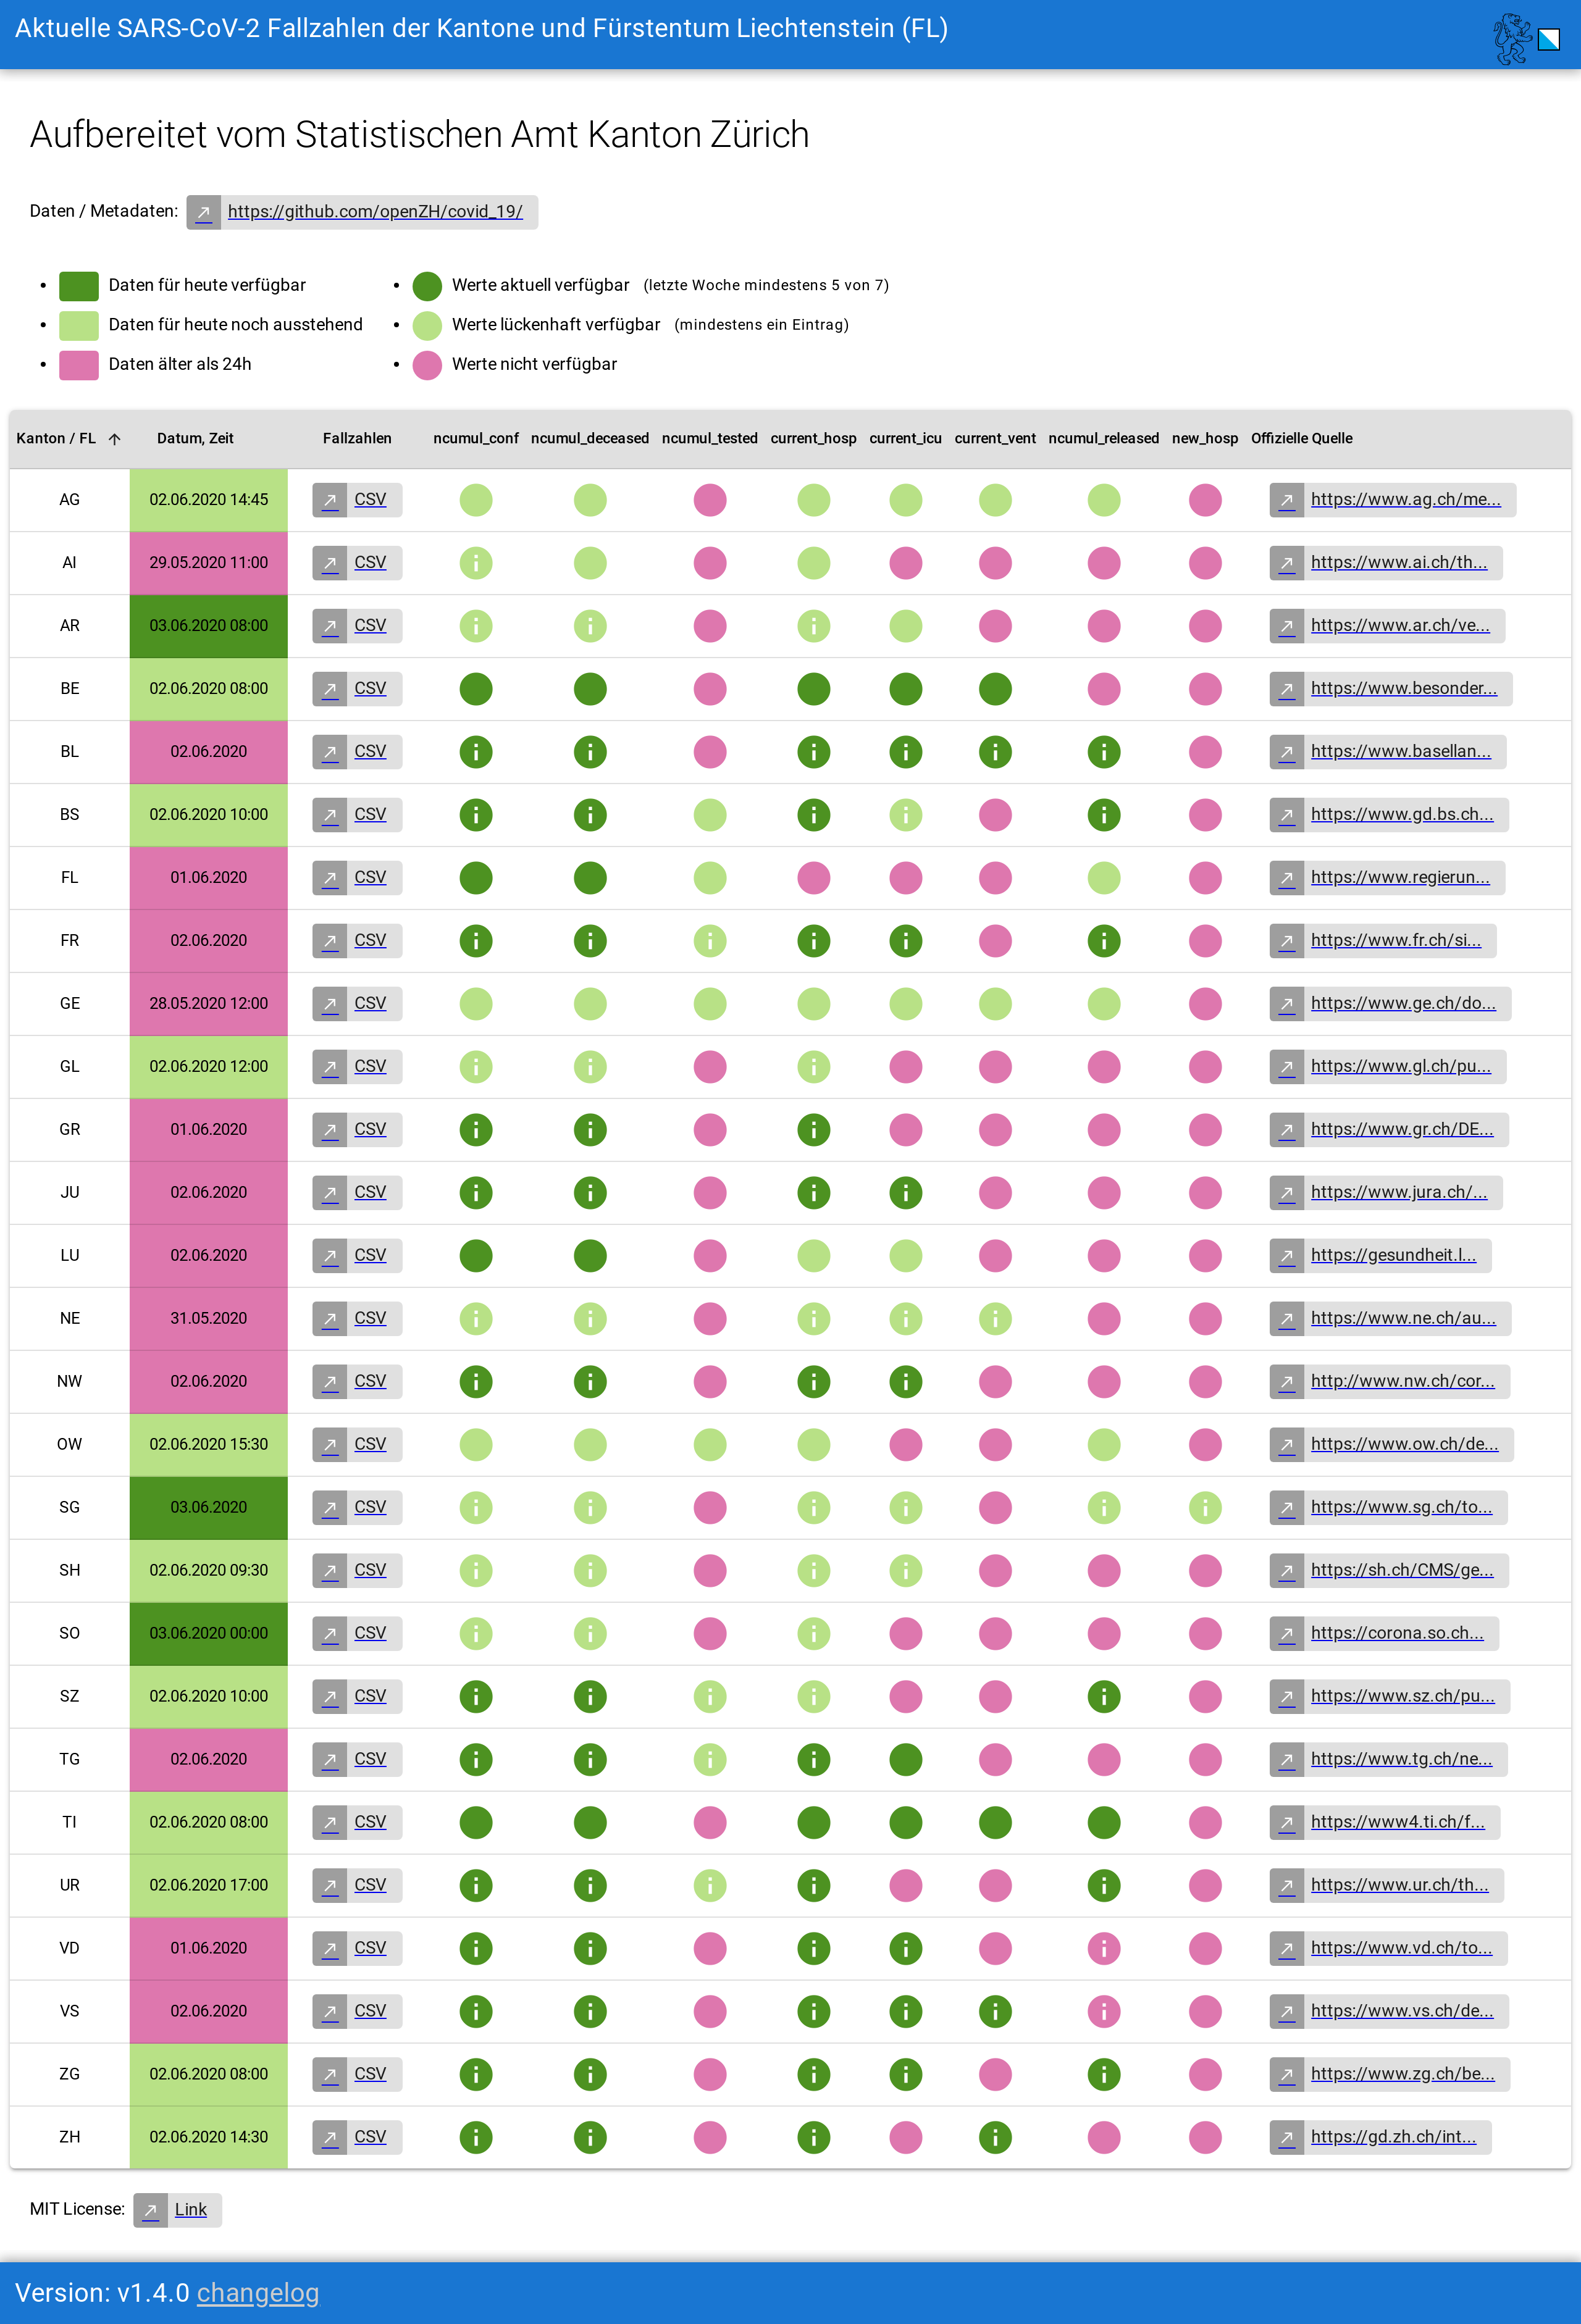 Aktuelle SARS-CoV-2 Fallzahlen der Kantone und Fürstentum Liechtenstein (FL)
Aufbereitet vom Statistischen Amt Kanton Zürich
Daten / Metadaten: https://github.com/openZH/covid_19/
Daten für heute verfügbar Werte aktuell verfügbar (letzte Woche mindestens 5 von 7)
Daten für heute noch ausstehend Werte lückenhaft verfügbar (mindestens ein Eintrag)
Daten älter als 24h Werte nicht verfügbar
Kanton / FL Datum, Zeit Fallzahlen ncumul_conf ncumul_deceased ncumul_tested current_hosp current_icu current_vent ncumul_released new_hosp Offizielle Quelle
AG 02.06.2020 14:45 CSV https://www.ag.ch/me...
AI 29.05.2020 11:00 CSV https://www.ai.ch/th...
AR 03.06.2020 08:00 CSV https://www.ar.ch/ve...
BE 02.06.2020 08:00 CSV https://www.besonder...
BL 02.06.2020 CSV https://www.basellan...
BS 02.06.2020 10:00 CSV https://www.gd.bs.ch...
FL 01.06.2020 CSV https://www.regierun...
FR 02.06.2020 CSV https://www.fr.ch/si...
GE 28.05.2020 12:00 CSV https://www.ge.ch/do...
GL 02.06.2020 12:00 CSV https://www.gl.ch/pu...
GR 01.06.2020 CSV https://www.gr.ch/DE...
JU 02.06.2020 CSV https://www.jura.ch/...
LU 02.06.2020 CSV https://gesundheit.l...
NE 31.05.2020 CSV https://www.ne.ch/au...
NW 02.06.2020 CSV http://www.nw.ch/cor...
OW 02.06.2020 15:30 CSV https://www.ow.ch/de...
SG 03.06.2020 CSV https://www.sg.ch/to...
SH 02.06.2020 09:30 CSV https://sh.ch/CMS/ge...
SO 03.06.2020 00:00 CSV https://corona.so.ch...
SZ 02.06.2020 10:00 CSV https://www.sz.ch/pu...
TG 02.06.2020 CSV https://www.tg.ch/ne...
TI 02.06.2020 08:00 CSV https://www4.ti.ch/f...
UR 02.06.2020 17:00 CSV https://www.ur.ch/th...
VD 01.06.2020 CSV https://www.vd.ch/to...
VS 02.06.2020 CSV https://www.vs.ch/de...
ZG 02.06.2020 08:00 CSV https://www.zg.ch/be...
ZH 02.06.2020 14:30 CSV https://gd.zh.ch/int...
MIT License: Link
Version: v1.4.0 changelog